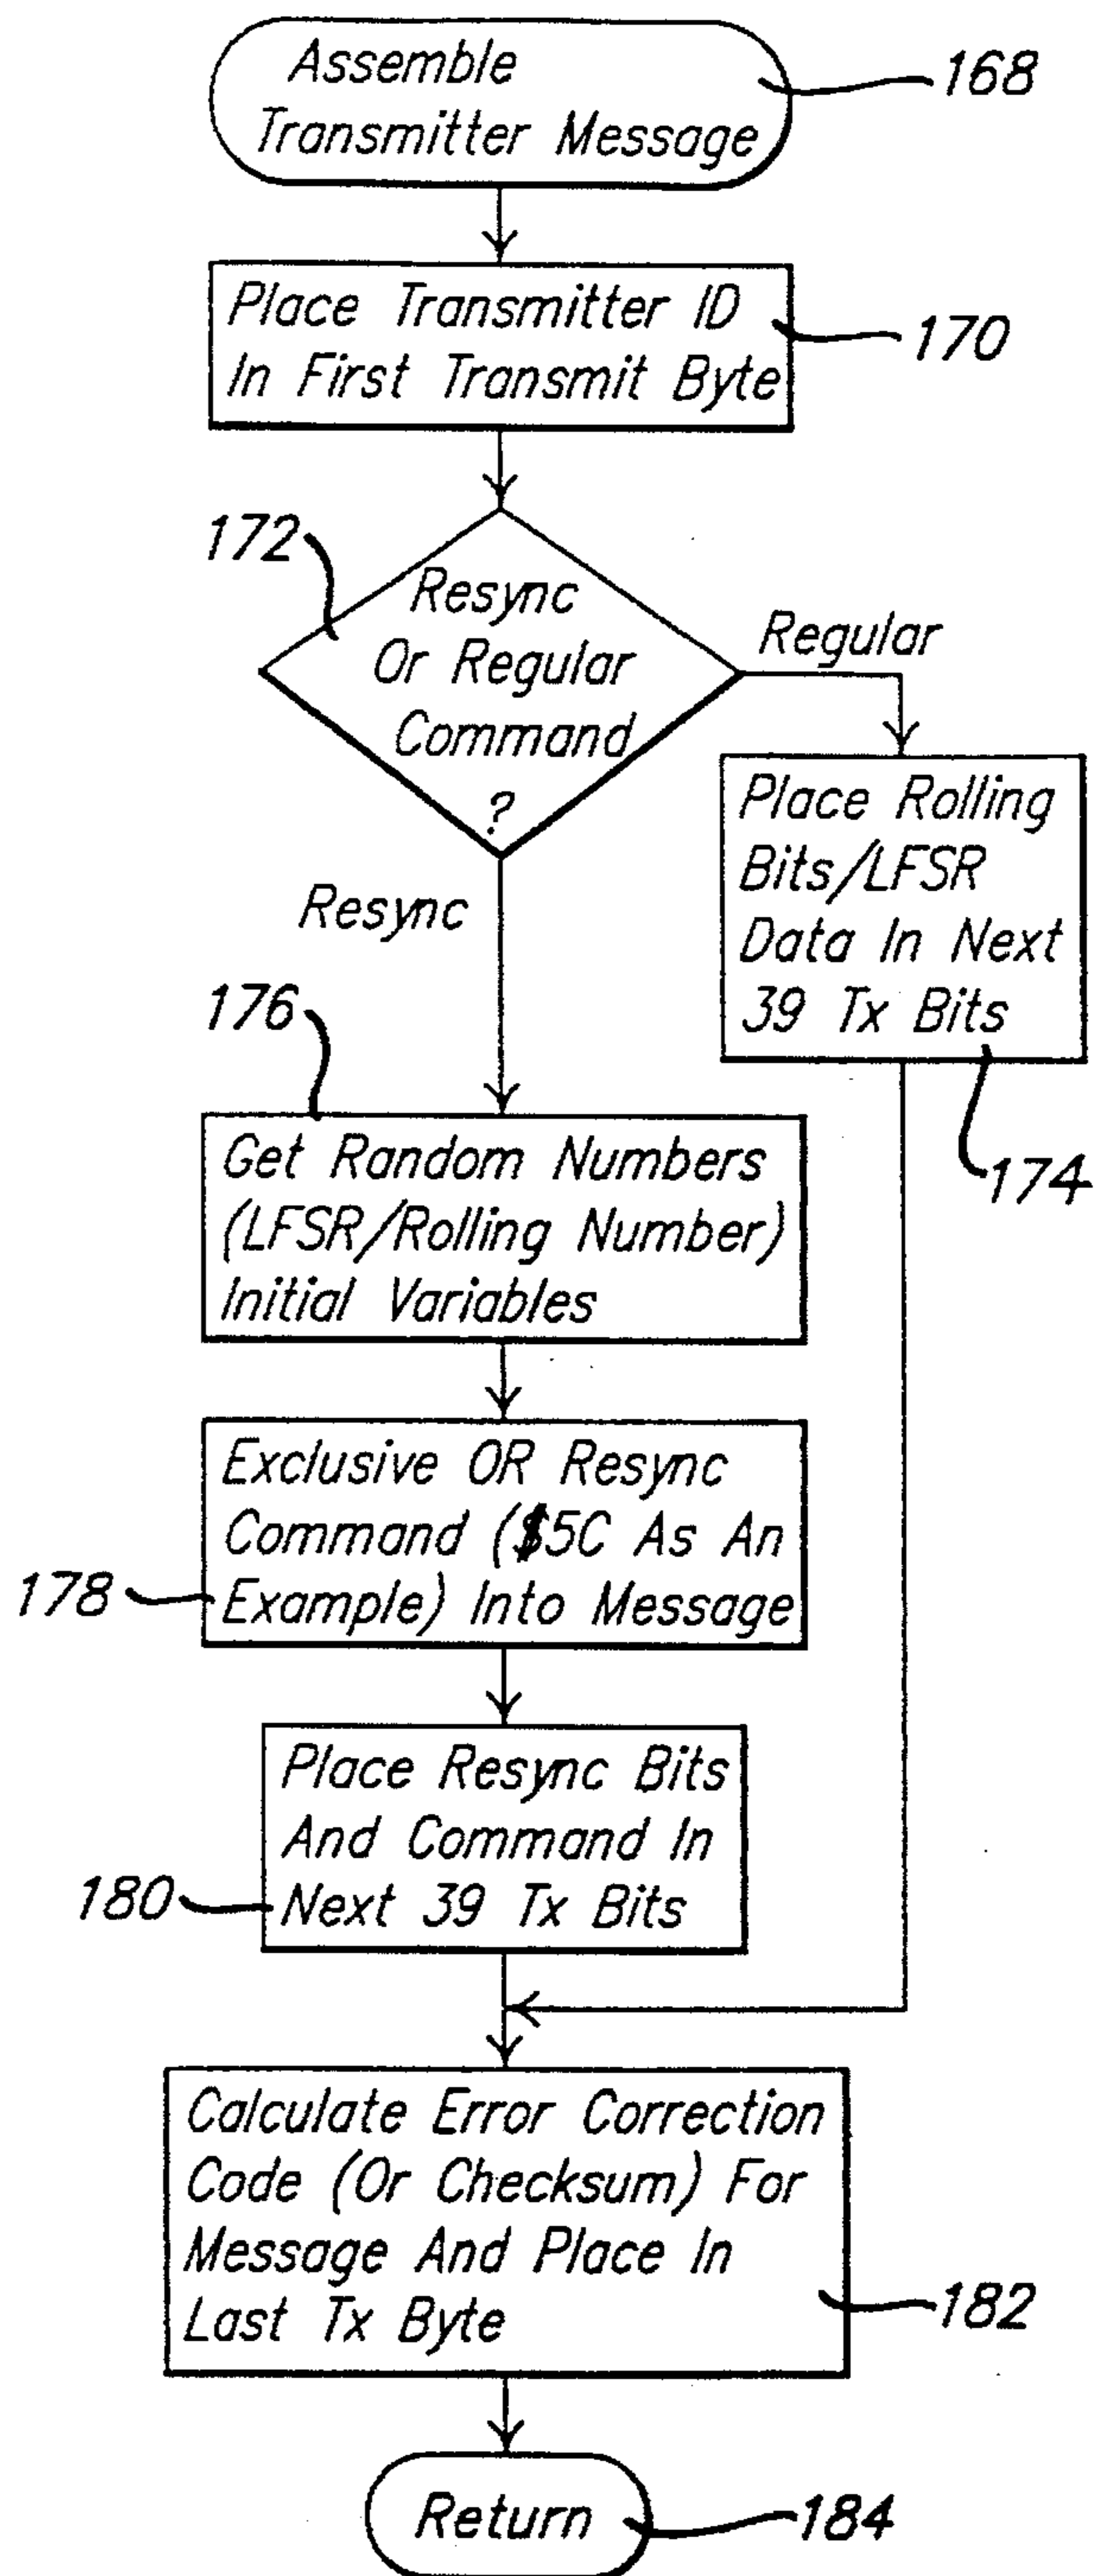 Assemble
Transmitter Message
168
Place Transmitter ID
In First Transmit Byte
170
172
Resync
Or Regular
Command
?
Regular
Resync
Place Rolling
Bits/LFSR
Data In Next
39 Tx Bits
174
176
Get Random Numbers
(LFSR/Rolling Number)
Initial Variables
Exclusive OR Resync
Command ($5C As An
Example) Into Message
178
Place Resync Bits
And Command In
Next 39 Tx Bits
180
Calculate Error Correction
Code (Or Checksum) For
Message And Place In
Last Tx Byte
182
Return
184